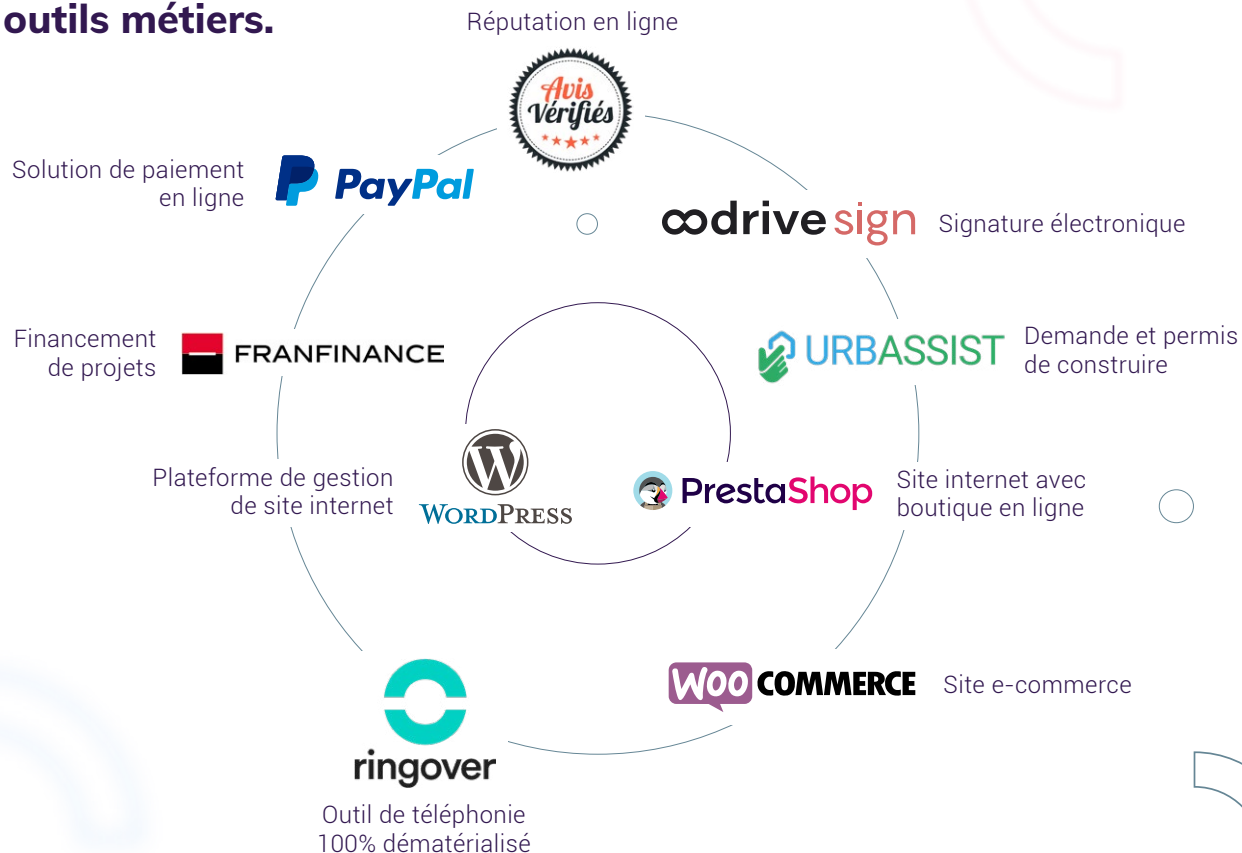 outils métiers.
Réputation en ligne
Avis
Vérifiés
Solution de paiement
en ligne
PayPal
oodrive sign
Signature électronique
Financement
de projets
FRANFINANCE
URBASSIST
Demande et permis
de construire
Plateforme de gestion
de site internet
WORDPRESS
PrestaShop
Site internet avec
boutique en ligne
WOO COMMERCE
Site e-commerce
ringover
Outil de téléphonie
100% dématérialisé